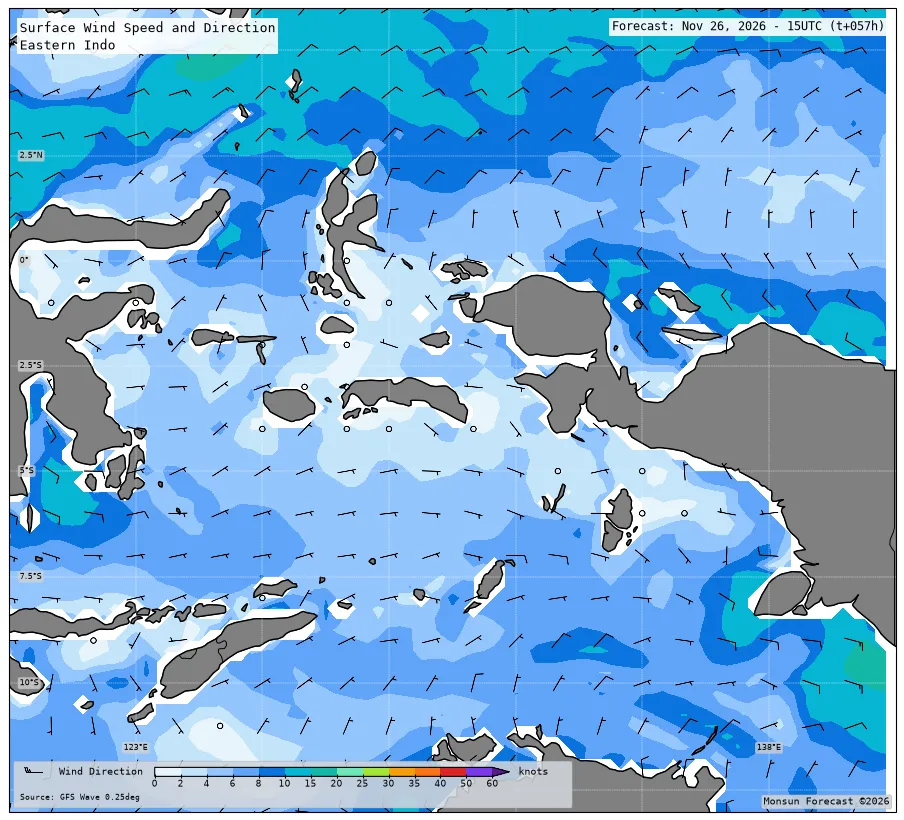 Surface Wind Speed and Direction
Eastern Indo
Forecast: Nov 26, 2026 - 15UTC (t+057h)
2.5°N
0°
2.5°S
5°S
7.5°S
10°S
123°E
138°E
Wind Direction
knots
0 2 4 6 8 10 15 20 25 30 35 40 50 60
Source: GFS Wave 0.25deg
Monsun Forecast ©2026